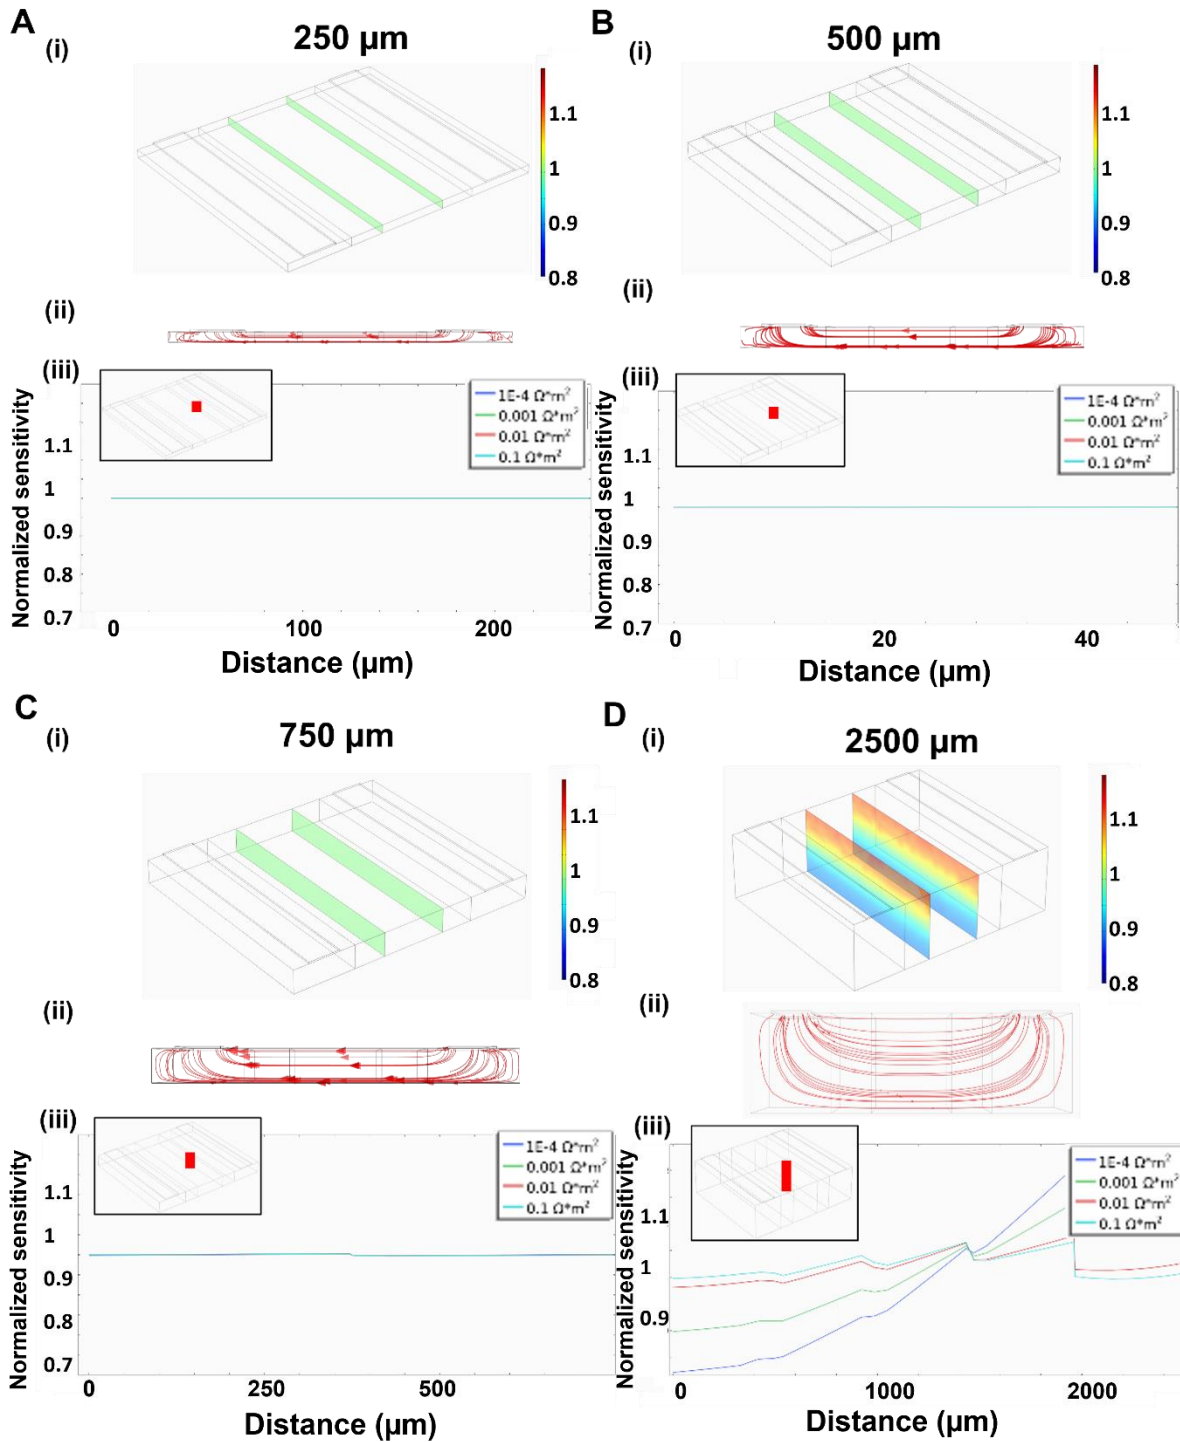 A
(i)
250 µm
1.1
1
0.9
0.8
(ii)
(iii)
Normalized sensitivity
1.1
1
0.9
0.8
0.7
1E-4 Ω*m²
0.001 Ω*m²
0.01 Ω*m²
0.1 Ω*m²
0
100
200
Distance (µm)
B
(i)
500 µm
1.1
1
0.9
0.8
(ii)
(iii)
Normalized sensitivity
1.1
1
0.9
0.8
0.7
1E-4 Ω*m²
0.001 Ω*m²
0.01 Ω*m²
0.1 Ω*m²
0
20
40
Distance (µm)
C
(i)
750 µm
1.1
1
0.9
0.8
(ii)
(iii)
Normalized sensitivity
1.1
1
0.9
0.8
0.7
1E-4 Ω*m²
0.001 Ω*m²
0.01 Ω*m²
0.1 Ω*m²
0
250
500
Distance (µm)
D
(i)
2500 µm
1.1
1
0.9
0.8
(ii)
(iii)
Normalized sensitivity
1.1
1
0.9
1E-4 Ω*m²
0.001 Ω*m²
0.01 Ω*m²
0.1 Ω*m²
0
1000
2000
Distance (µm)